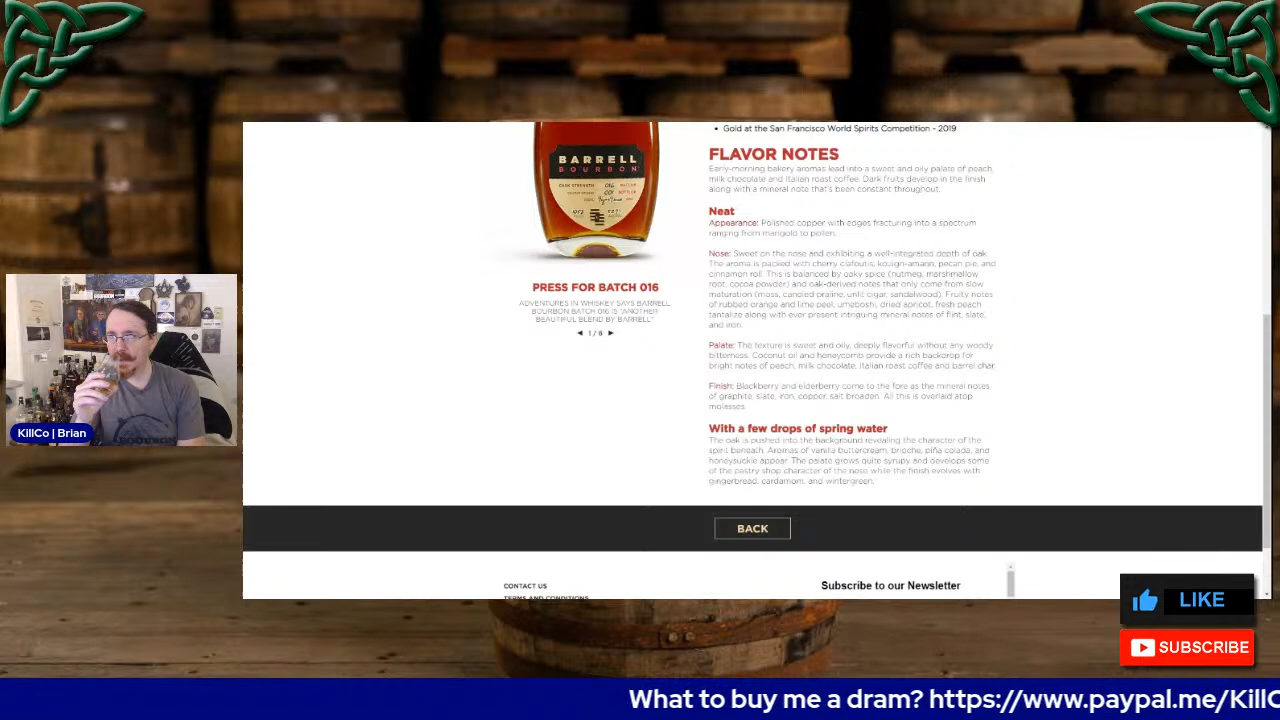 • Gold at the San Francisco World Spirits Competition - 2019
BARRELL
BOURBON
CASK STRENGTH
FLAVOR NOTES
Early-morning bakery aromas lead into a sweet and oily palate of peach,
milk chocolate and Italian roast coffee. Dark fruits develop in the finish
along with a mineral note that's been constant throughout.
Neat
Appearance: Polished copper with edges fracturing into a spectrum
ranging from marigold to pollen.
Nose: Sweet on the nose and exhibiting a well-integrated depth of oak.
The aroma is packed with cherry clafoutis, kouign-amann, pecan pie, and
cinnamon roll. This is balanced by oaky spice (nutmeg, marshmallow
root, cocoa powder) and oak-derived notes that only come from slow
maturation (moss, candied praline, unlit cigar, sandalwood). Fruity notes
of rubbed orange and lime peel, umeboshi, dried apricot, fresh peach
tantalize along with ever present intriguing mineral notes of flint, slate,
and iron.
Palate: The texture is sweet and oily, deeply flavorful without any woody
bitterness. Coconut oil and honeycomb provide a rich backdrop for
bright notes of peach, milk chocolate, Italian roast coffee and barrel char.
Finish: Blackberry and elderberry come to the fore as the mineral notes
of graphite, slate, iron, copper, salt broaden. All this is overlaid atop
molasses.
With a few drops of spring water
The oak is pushed into the background revealing the character of the
spirit beneath. Aromas of vanilla buttercream, brioche, piña colada, and
honeysuckle appear. The palate grows quite syrupy and develops some
of the pastry shop character of the nose while the finish evolves with
gingerbread, cardamom, and wintergreen.
PRESS FOR BATCH 016
ADVENTURES IN WHISKEY SAYS BARRELL
BOURBON BATCH 016 IS "ANOTHER
BEAUTIFUL BLEND BY BARRELL"
◄ 1 / 6 ►
KillCo | Brian
BACK
CONTACT US
TERMS AND CONDITIONS
Subscribe to our Newsletter
LIKE
SUBSCRIBE
What to buy me a dram? https://www.paypal.me/KillC